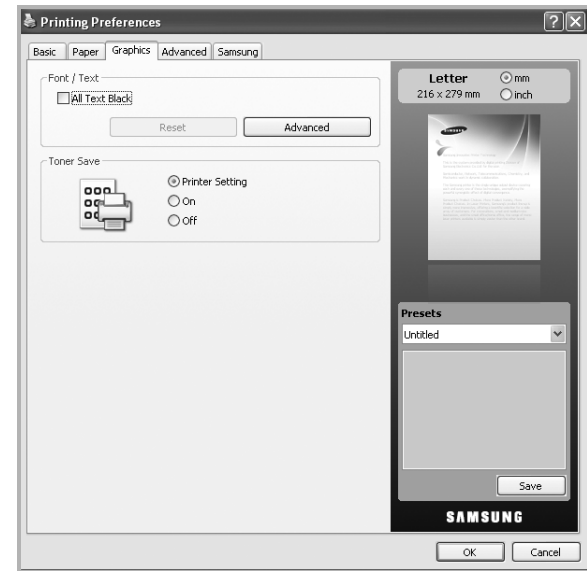 Printing Preferences
Basic Paper Graphics Advanced Samsung
Font / Text
All Text Black
Reset Advanced
Toner Save
Printer Setting
On
Off
Letter
216 x 279 mm
mm
inch
SAMSUNG
Presets
Untitled
Save
SAMSUNG
OK Cancel